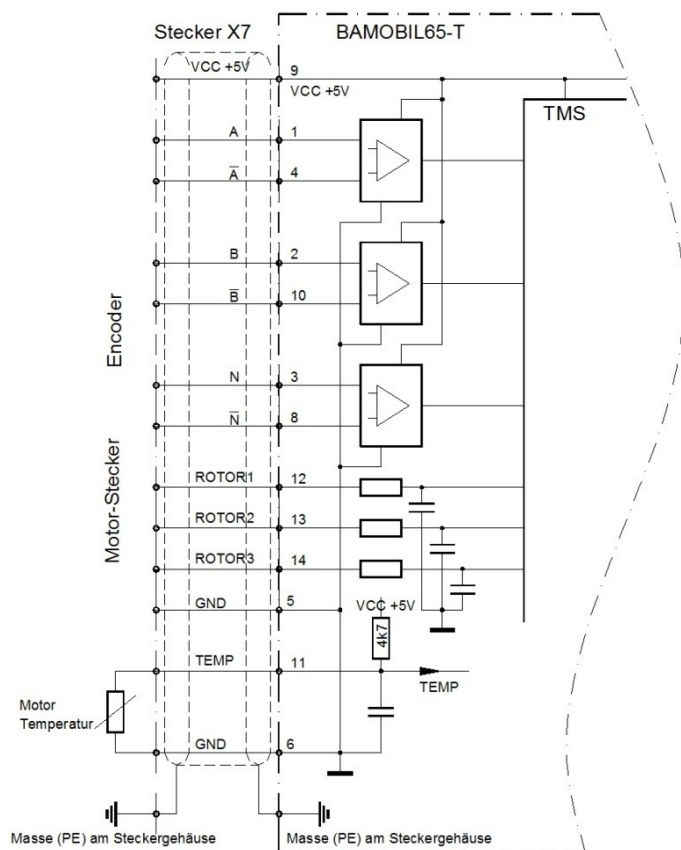 Stecker X7
BAMOBIL65-T
VCC +5V
9
VCC +5V
TMS
A
1
A̅
4
B
2
B̅
10
Encoder
N
3
N̅
8
Motor-Stecker
ROTOR1
12
ROTOR2
13
ROTOR3
14
GND
5
VCC +5V
4k7
TEMP
11
TEMP
Motor
Temperatur
GND
6
Masse (PE) am Steckergehäuse
Masse (PE) am Steckergehäuse